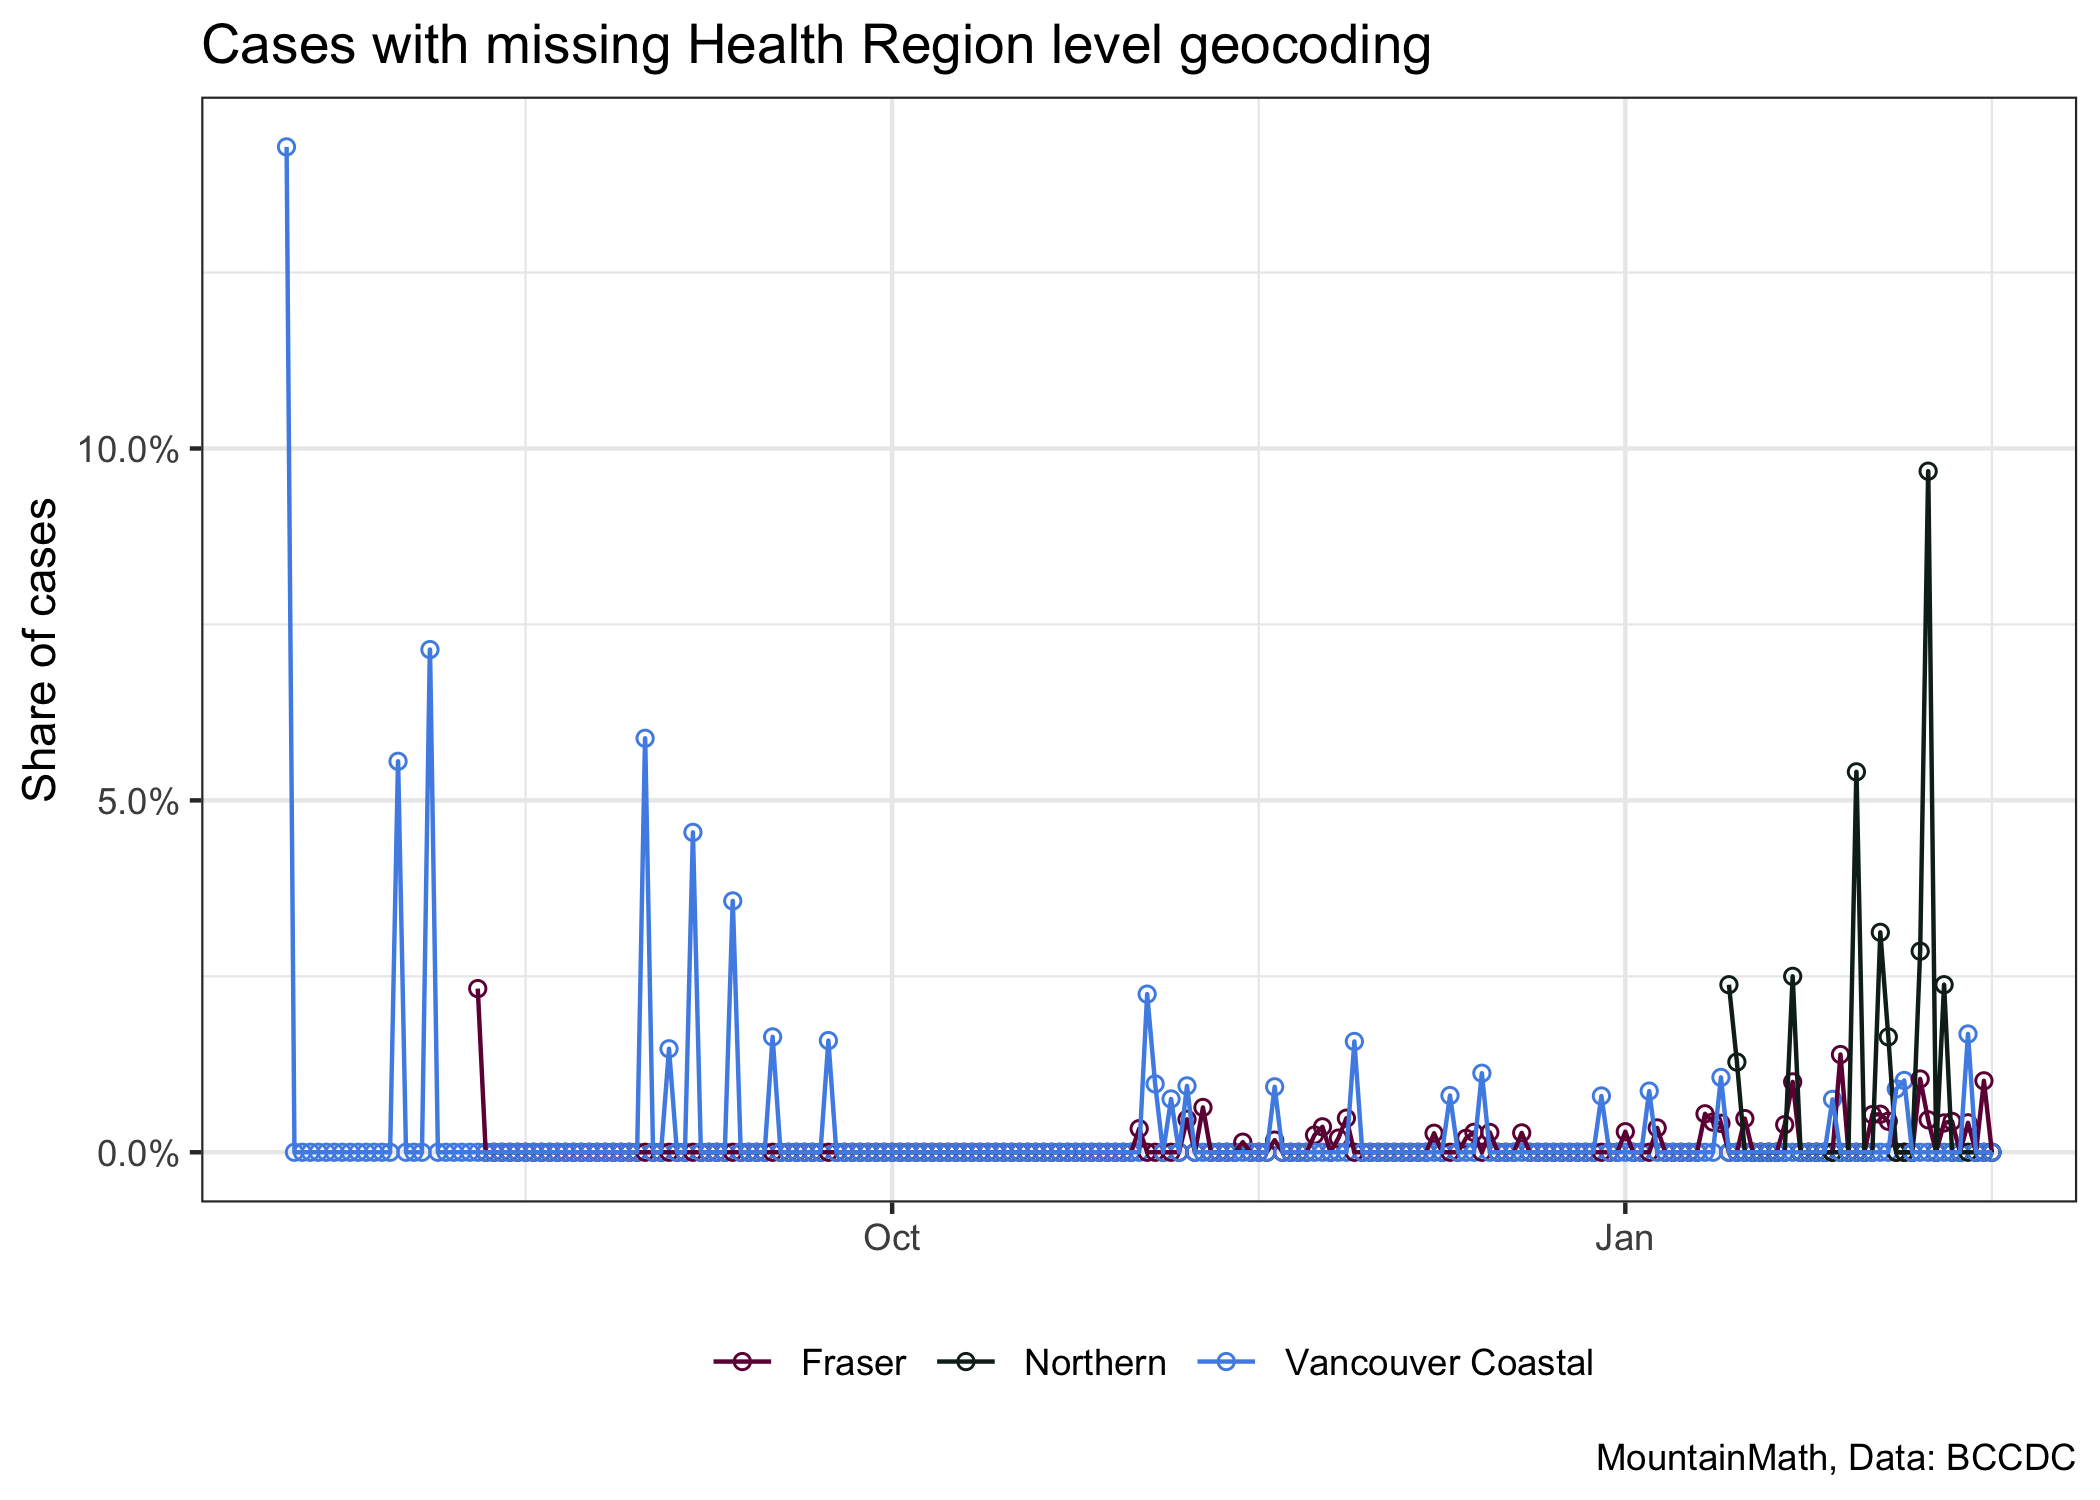 Cases with missing Health Region level geocoding
Share of cases
10.0%
5.0%
0.0%
Oct
Jan
Fraser
Northern
Vancouver Coastal
MountainMath, Data: BCCDC